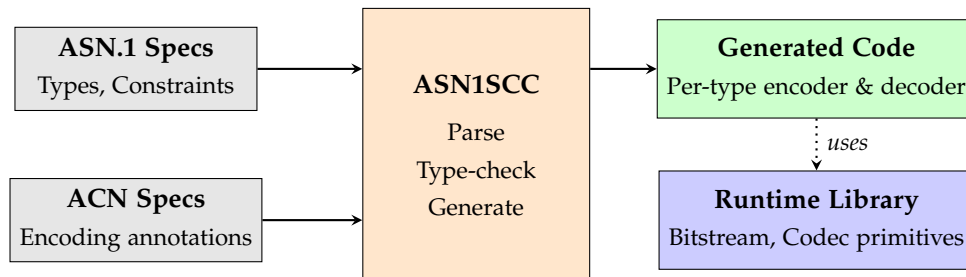 ASN.1 Specs
Types, Constraints
ACN Specs
Encoding annotations
ASN1SCC
Parse
Type-check
Generate
Generated Code
Per-type encoder & decoder
uses
Runtime Library
Bitstream, Codec primitives